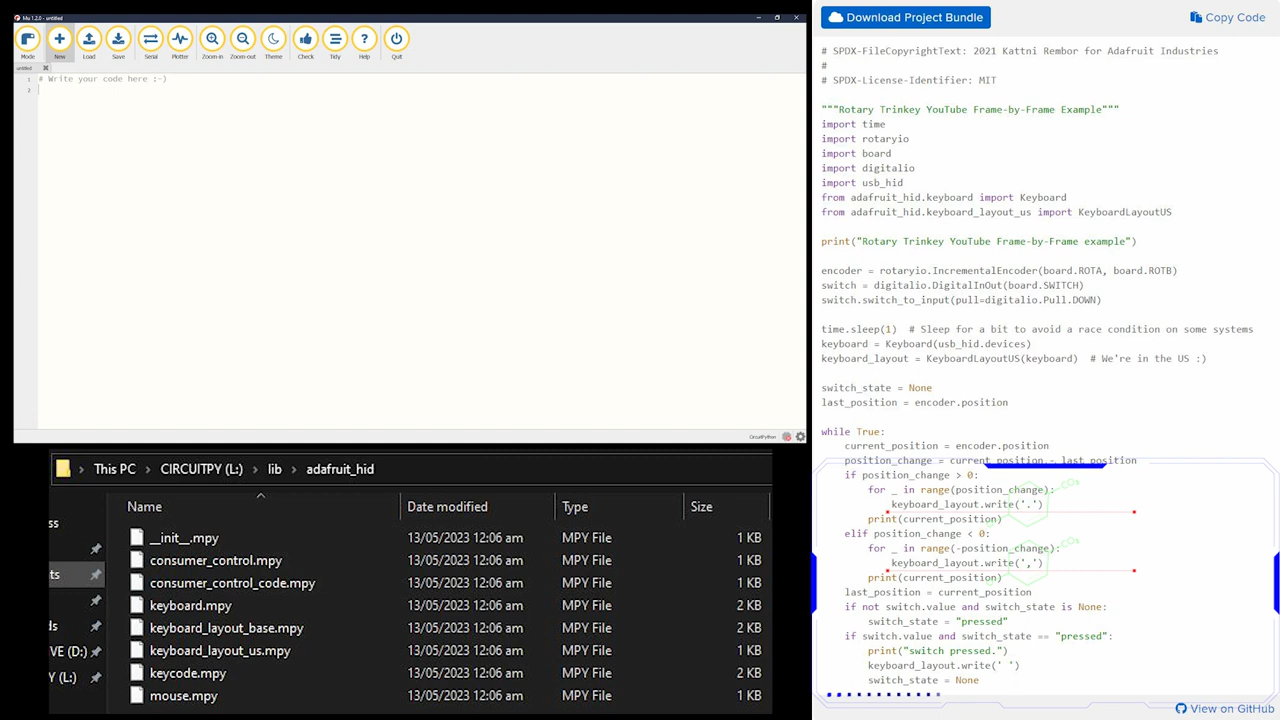 Mu 1.2.0 - untitled
Mode New Load Save Serial Plotter Zoom-in Zoom-out Theme Check Tidy Help Quit
untitled
1 # Write your code here :-)
2
CircuitPython
This PC > CIRCUITPY (L:) > lib > adafruit_hid
Name Date modified Type Size
__init__.mpy 13/05/2023 12:06 am MPY File 1 KB
consumer_control.mpy 13/05/2023 12:06 am MPY File 1 KB
consumer_control_code.mpy 13/05/2023 12:06 am MPY File 1 KB
keyboard.mpy 13/05/2023 12:06 am MPY File 2 KB
keyboard_layout_base.mpy 13/05/2023 12:06 am MPY File 2 KB
keyboard_layout_us.mpy 13/05/2023 12:06 am MPY File 1 KB
keycode.mpy 13/05/2023 12:06 am MPY File 2 KB
mouse.mpy 13/05/2023 12:06 am MPY File 1 KB
ss
ts
ds
s
VE (D:)
Y (L:)
Download Project Bundle
Copy Code
# SPDX-FileCopyrightText: 2021 Kattni Rembor for Adafruit Industries
#
# SPDX-License-Identifier: MIT
"""Rotary Trinkey YouTube Frame-by-Frame Example"""
import time
import rotaryio
import board
import digitalio
import usb_hid
from adafruit_hid.keyboard import Keyboard
from adafruit_hid.keyboard_layout_us import KeyboardLayoutUS
print("Rotary Trinkey YouTube Frame-by-Frame example")
encoder = rotaryio.IncrementalEncoder(board.ROTA, board.ROTB)
switch = digitalio.DigitalInOut(board.SWITCH)
switch.switch_to_input(pull=digitalio.Pull.DOWN)
time.sleep(1)  # Sleep for a bit to avoid a race condition on some systems
keyboard = Keyboard(usb_hid.devices)
keyboard_layout = KeyboardLayoutUS(keyboard)  # We're in the US :)
switch_state = None
last_position = encoder.position
while True:
    current_position = encoder.position
    position_change = current_position - last_position
    if position_change > 0:
        for _ in range(position_change):
            keyboard_layout.write('.')
        print(current_position)
    elif position_change < 0:
        for _ in range(-position_change):
            keyboard_layout.write(',')
        print(current_position)
    last_position = current_position
    if not switch.value and switch_state is None:
        switch_state = "pressed"
    if switch.value and switch_state == "pressed":
        print("switch pressed.")
        keyboard_layout.write(' ')
        switch_state = None
View on GitHub